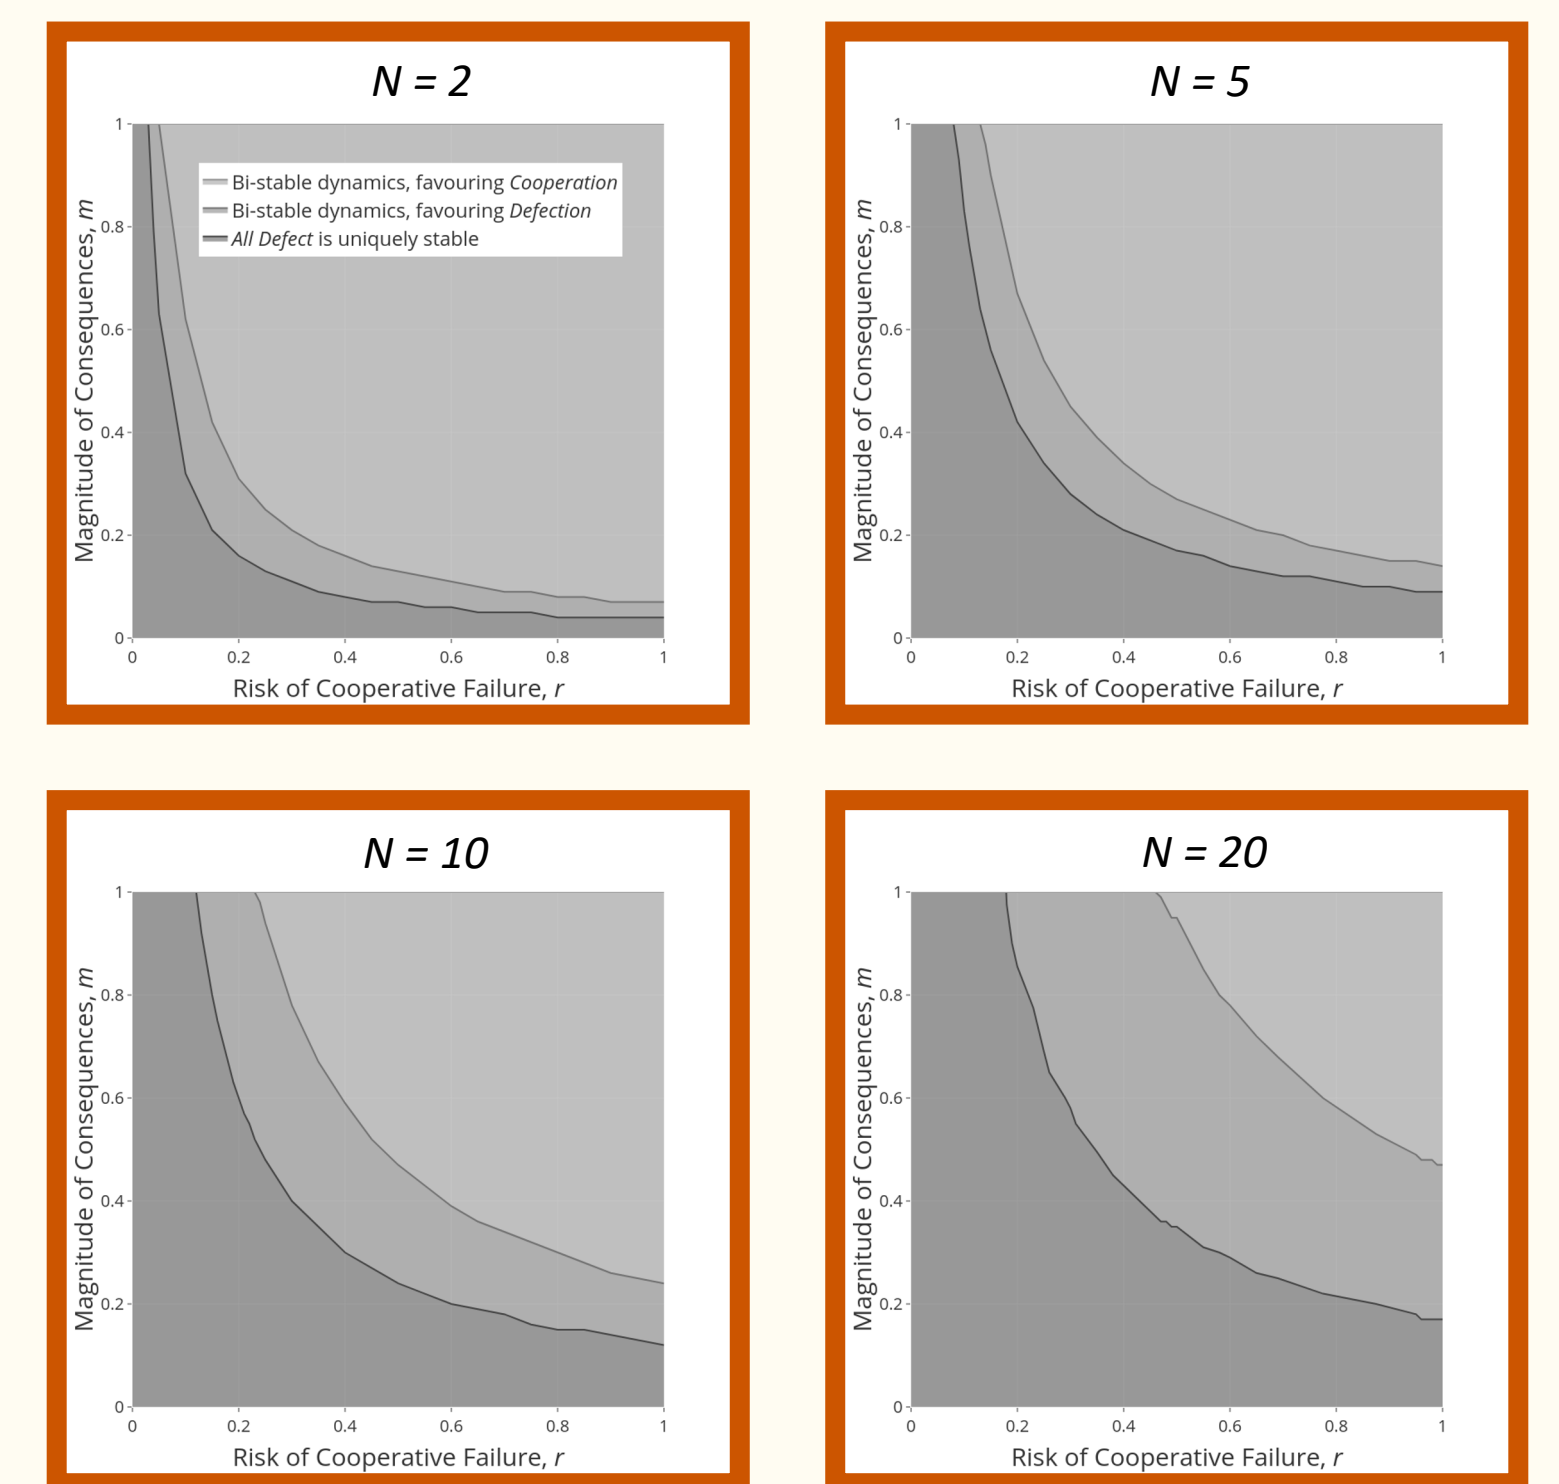 N = 2
1
0.8
0.6
0.4
0.2
0
Magnitude of Consequences, m
Bi-stable dynamics, favouring Cooperation
Bi-stable dynamics, favouring Defection
All Defect is uniquely stable
0 0.2 0.4 0.6 0.8 1
Risk of Cooperative Failure, r
N = 5
1
0.8
0.6
0.4
0.2
0
Magnitude of Consequences, m
0 0.2 0.4 0.6 0.8 1
Risk of Cooperative Failure, r
N = 10
1
0.8
0.6
0.4
0.2
0
Magnitude of Consequences, m
0 0.2 0.4 0.6 0.8 1
Risk of Cooperative Failure, r
N = 20
1
0.8
0.6
0.4
0.2
0
Magnitude of Consequences, m
0 0.2 0.4 0.6 0.8 1
Risk of Cooperative Failure, r